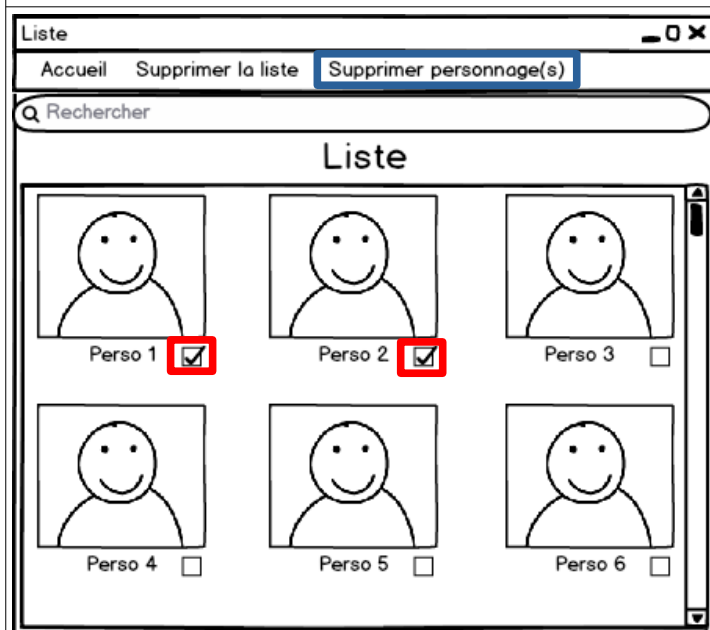 Liste
Accueil Supprimer la liste Supprimer personnage(s)
Rechercher
Liste
Perso 1 Perso 2 Perso 3
Perso 4 Perso 5 Perso 6